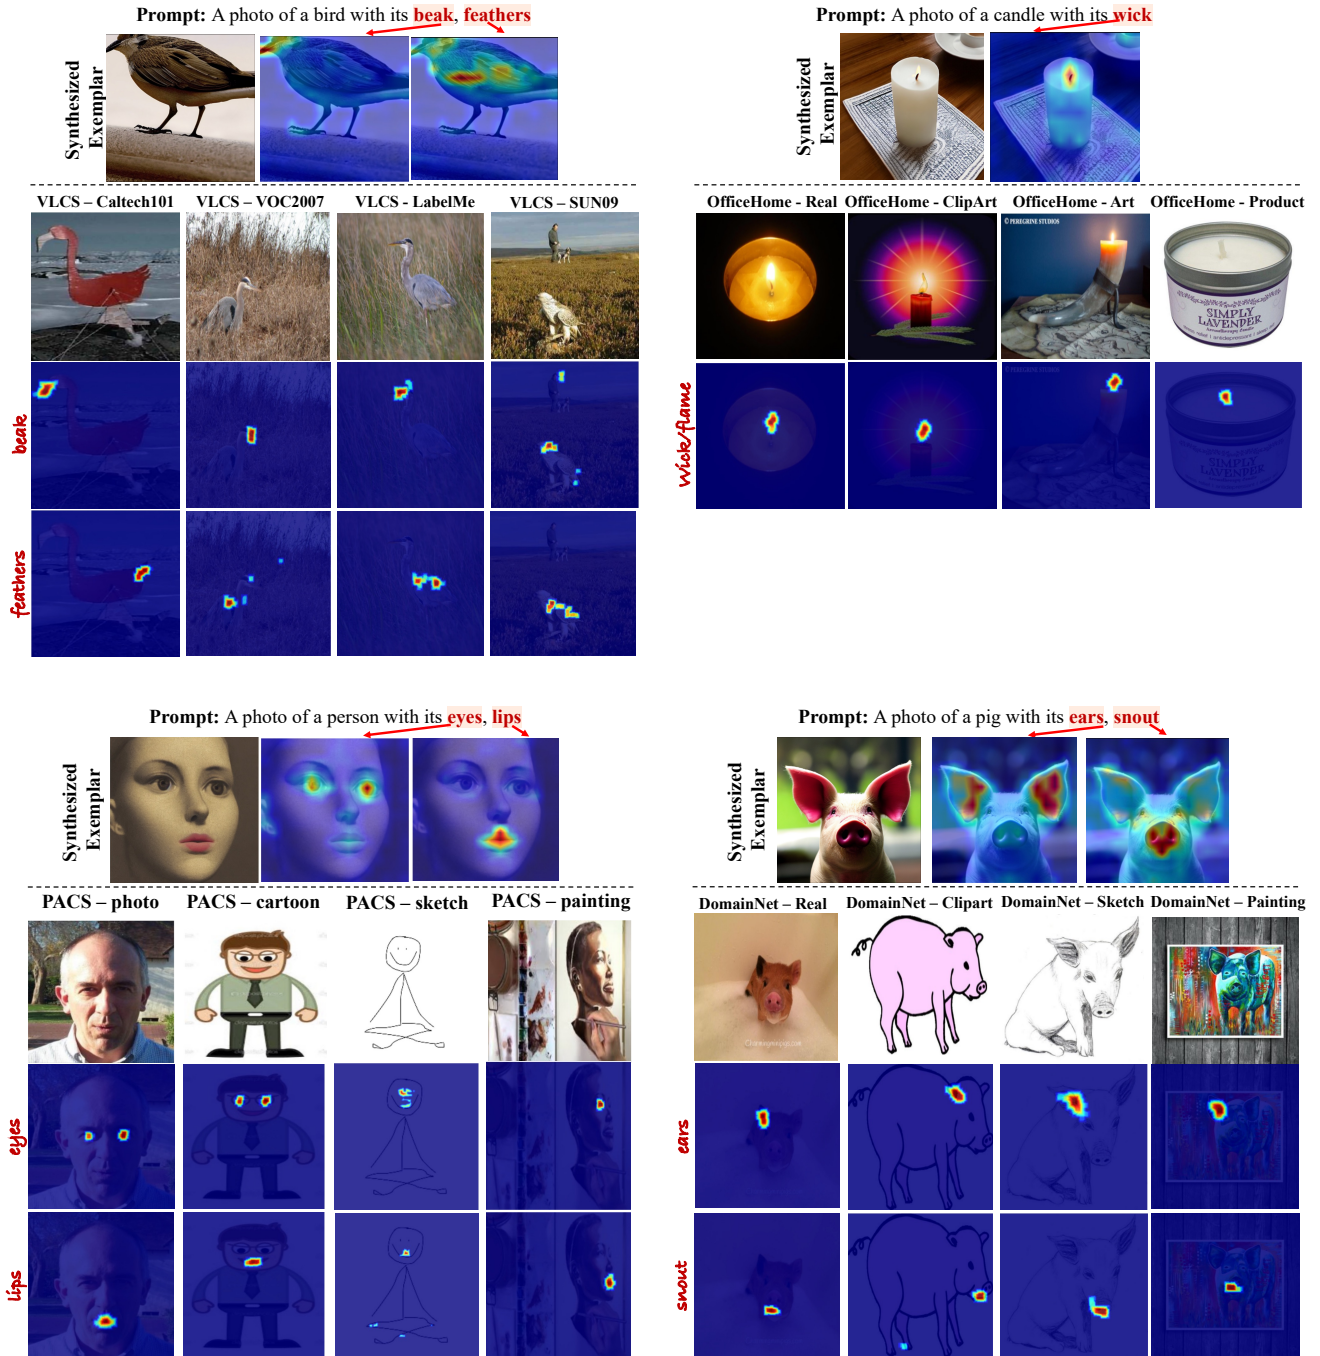 Prompt: A photo of a bird with its beak, feathers
Synthesized
Exemplar
VLCS – Caltech101
VLCS – VOC2007
VLCS - LabelMe
VLCS – SUN09
beak
feathers
Prompt: A photo of a candle with its wick
Synthesized
Exemplar
OfficeHome - Real
OfficeHome - ClipArt
OfficeHome - Art
OfficeHome - Product
© PEREGRINE STUDIOS
SIMPLY
LAVENDER
wick/flame
© PEREGRINE STUDIOS
SIMPLY
LAVENDER
Prompt: A photo of a person with its eyes, lips
Synthesized
Exemplar
PACS – photo
PACS – cartoon
PACS – sketch
PACS – painting
eyes
lips
Prompt: A photo of a pig with its ears, snout
Synthesized
Exemplar
DomainNet – Real
DomainNet – Clipart
DomainNet – Sketch
DomainNet – Painting
ears
snout